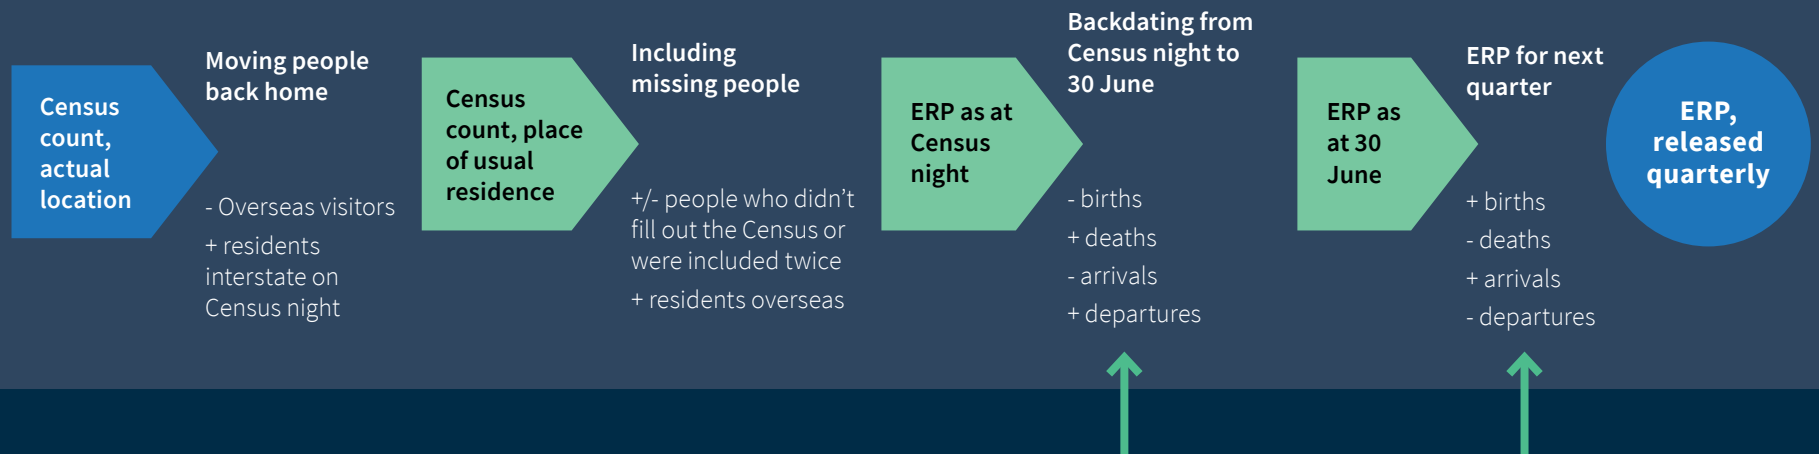 Census
count,
actual
location
Moving people
back home
- Overseas visitors
+ residents
interstate on
Census night
Census
count, place
of usual
residence
Including
missing people
+/- people who didn’t
fill out the Census or
were included twice
+ residents overseas
ERP as at
Census
night
Backdating from
Census night to
30 June
- births
+ deaths
- arrivals
+ departures
ERP as
at 30
June
ERP for next
quarter
+ births
- deaths
+ arrivals
- departures
ERP,
released
quarterly